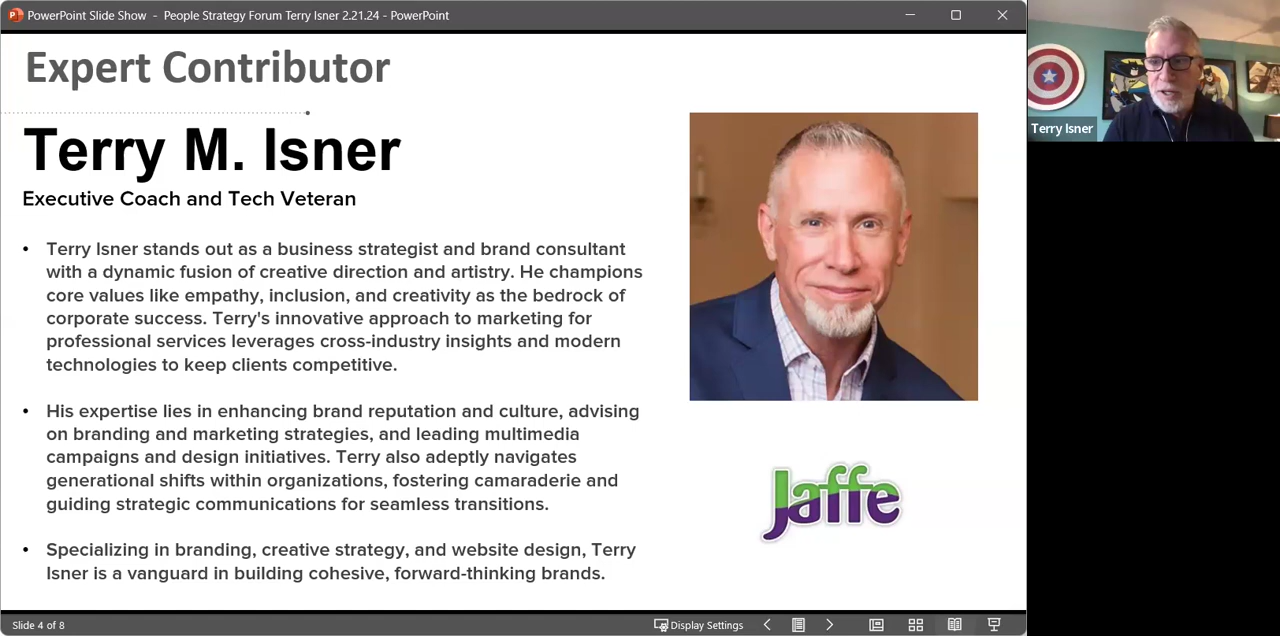 PowerPoint Slide Show - People Strategy Forum Terry Isner 2.21.24 - PowerPoint
Expert Contributor
Terry M. Isner
Executive Coach and Tech Veteran
• Terry Isner stands out as a business strategist and brand consultant
with a dynamic fusion of creative direction and artistry. He champions
core values like empathy, inclusion, and creativity as the bedrock of
corporate success. Terry's innovative approach to marketing for
professional services leverages cross-industry insights and modern
technologies to keep clients competitive.
• His expertise lies in enhancing brand reputation and culture, advising
on branding and marketing strategies, and leading multimedia
campaigns and design initiatives. Terry also adeptly navigates
generational shifts within organizations, fostering camaraderie and
guiding strategic communications for seamless transitions.
• Specializing in branding, creative strategy, and website design, Terry
Isner is a vanguard in building cohesive, forward-thinking brands.
Jaffe
Terry Isner
Slide 4 of 8
Display Settings